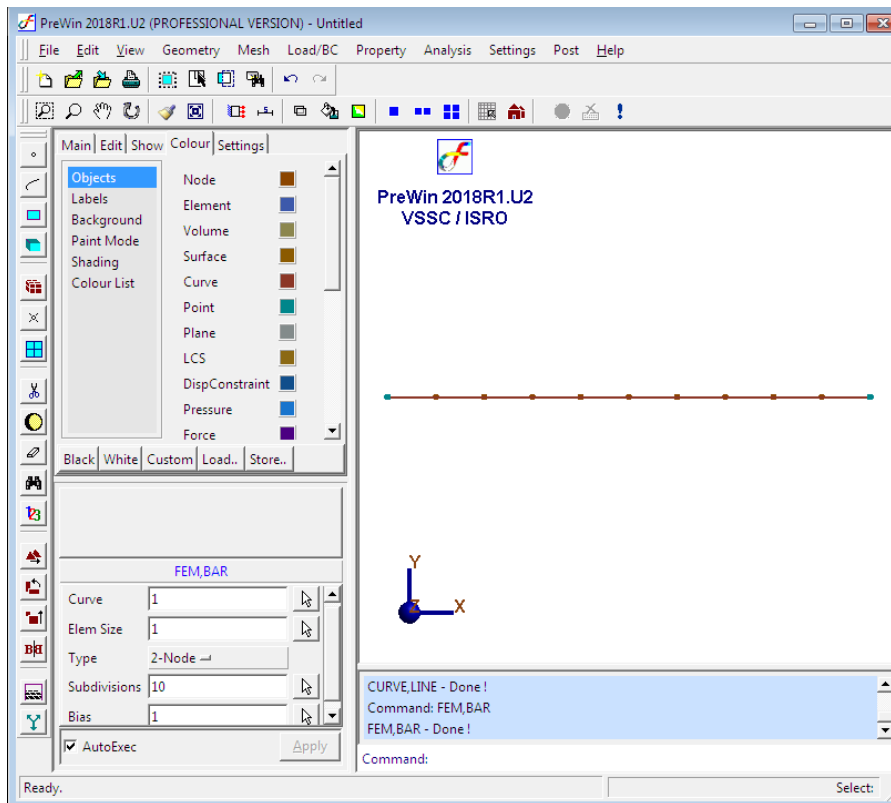 PreWin 2018R1.U2 (PROFESSIONAL VERSION) - Untitled
File Edit View Geometry Mesh Load/BC Property Analysis Settings Post Help
Main Edit Show Colour Settings
Objects
Labels
Background
Paint Mode
Shading
Colour List
Node
Element
Volume
Surface
Curve
Point
Plane
LCS
DispConstraint
Pressure
Force
Black White Custom Load.. Store..
123
FEM,BAR
Curve 1
Elem Size 1
Type 2-Node
Subdivisions 10
Bias 1
AutoExec Apply
PreWin 2018R1.U2
VSSC / ISRO
Y
Z X
CURVE,LINE - Done !
Command: FEM,BAR
FEM,BAR - Done !
Command:
Ready. Select: